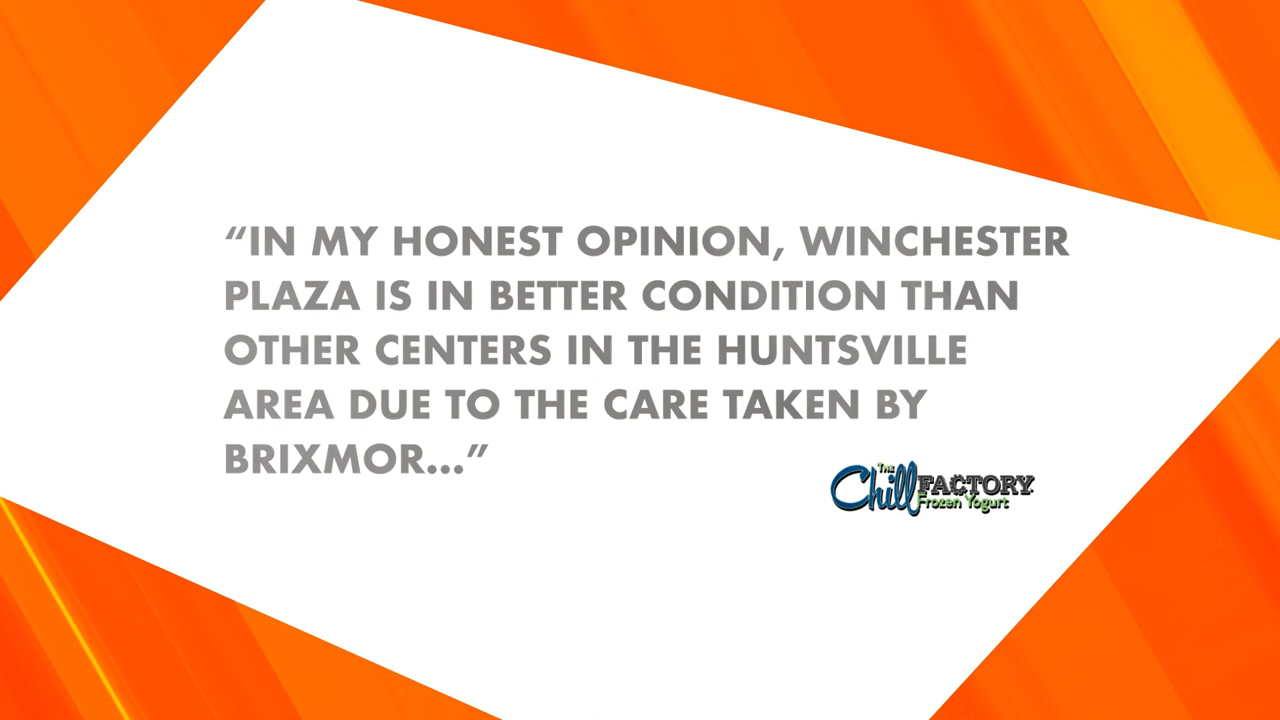 “IN MY HONEST OPINION, WINCHESTER
PLAZA IS IN BETTER CONDITION THAN
OTHER CENTERS IN THE HUNTSVILLE
AREA DUE TO THE CARE TAKEN BY
BRIXMOR...”
THE
Chill FACTORY
Frozen Yogurt